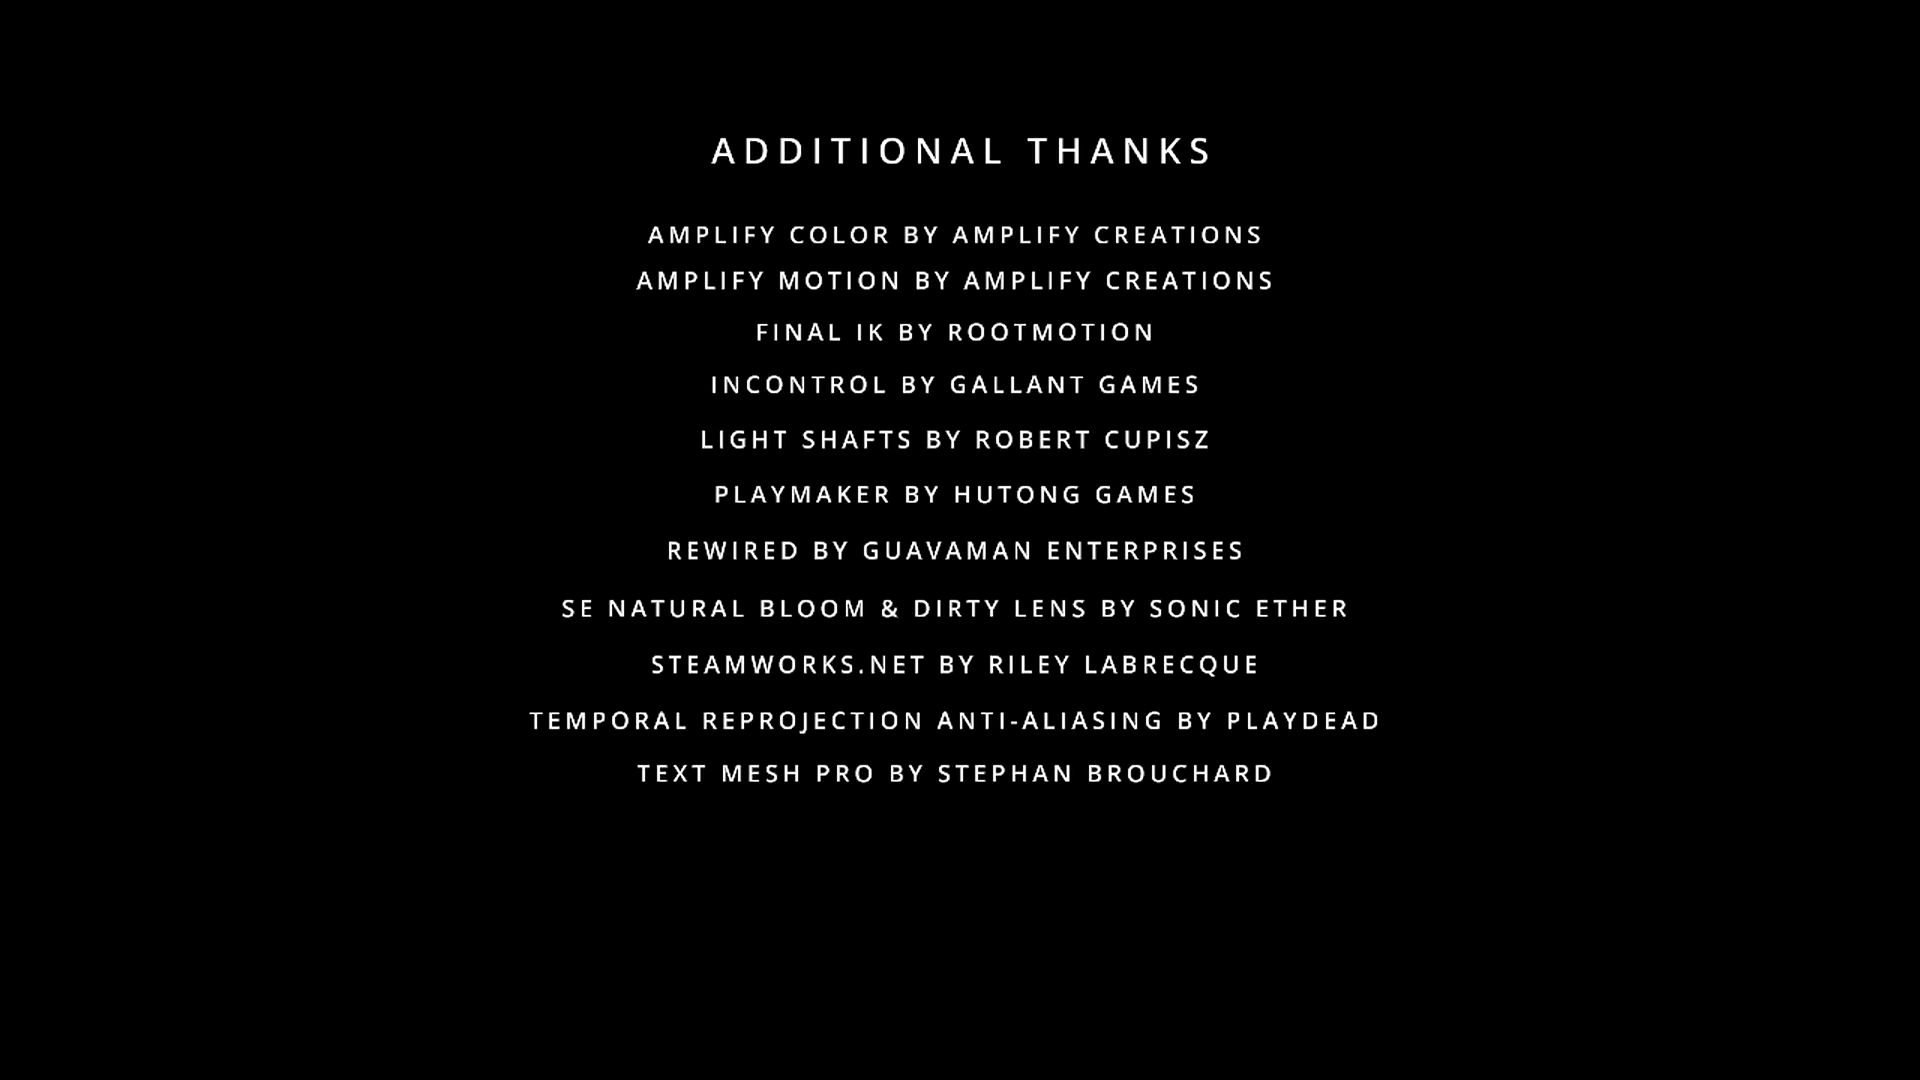 ADDITIONAL THANKS
AMPLIFY COLOR BY AMPLIFY CREATIONS
AMPLIFY MOTION BY AMPLIFY CREATIONS
FINAL IK BY ROOTMOTION
INCONTROL BY GALLANT GAMES
LIGHT SHAFTS BY ROBERT CUPISZ
PLAYMAKER BY HUTONG GAMES
REWIRED BY GUAVAMAN ENTERPRISES
SE NATURAL BLOOM & DIRTY LENS BY SONIC ETHER
STEAMWORKS.NET BY RILEY LABRECQUE
TEMPORAL REPROJECTION ANTI-ALIASING BY PLAYDEAD
TEXT MESH PRO BY STEPHAN BROUCHARD